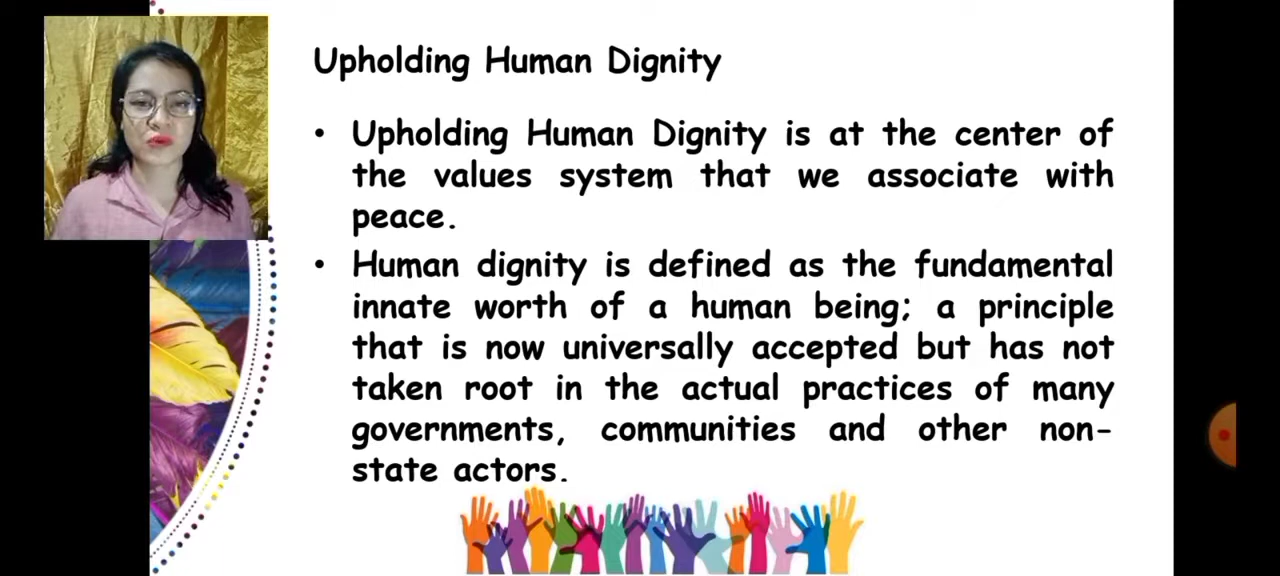 Upholding Human Dignity
• Upholding Human Dignity is at the center of
the values system that we associate with
peace.
• Human dignity is defined as the fundamental
innate worth of a human being; a principle
that is now universally accepted but has not
taken root in the actual practices of many
governments, communities and other non-
state actors.